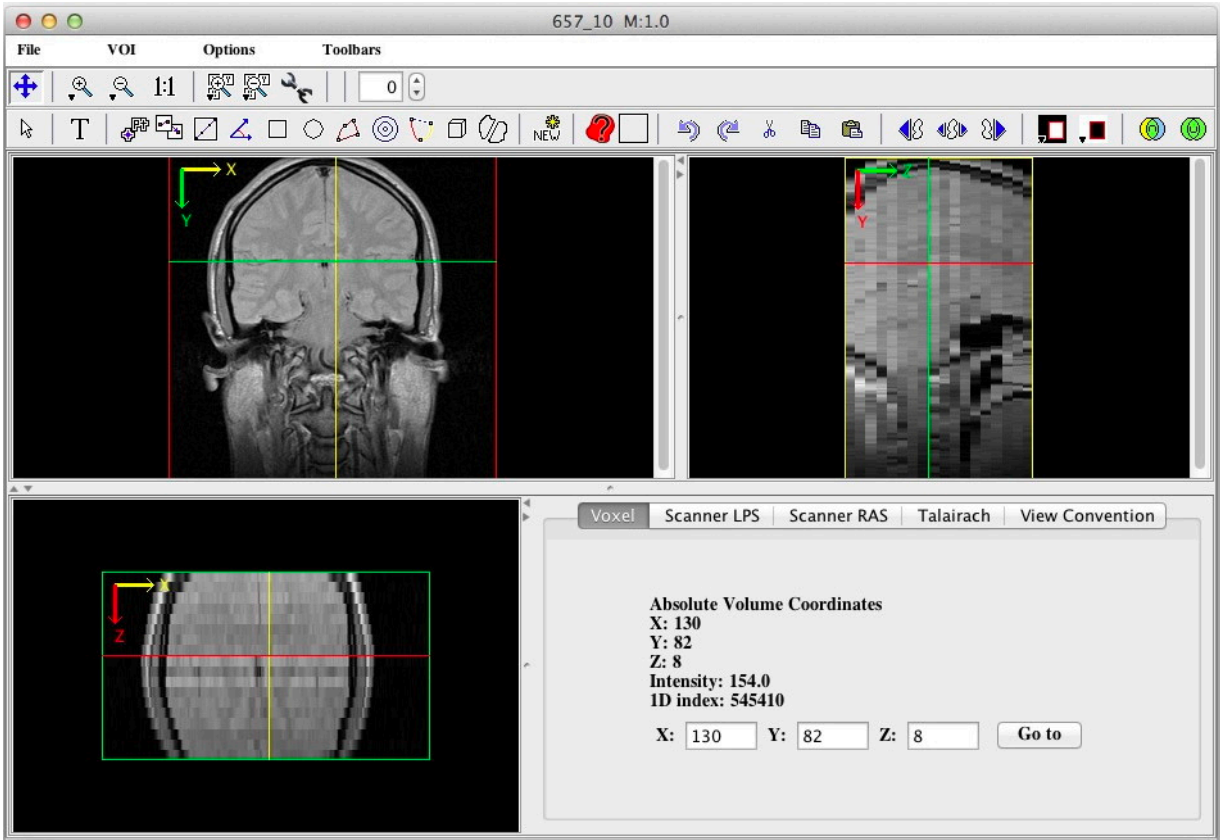 657_10 M:1.0
File VOI Options Toolbars
1:1 0
T NEW
X
Y
Z
Y
X
Z
Voxel Scanner LPS Scanner RAS Talairach View Convention
Absolute Volume Coordinates
X: 130
Y: 82
Z: 8
Intensity: 154.0
1D index: 545410
X: 130 Y: 82 Z: 8 Go to